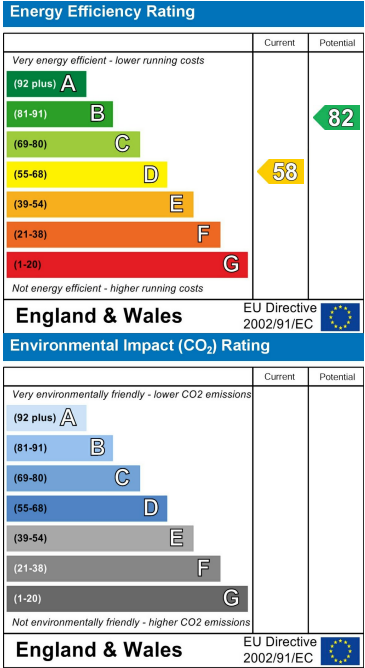 Energy Efficiency Rating
Current Potential
Very energy efficient - lower running costs
(92 plus) A
(81-91) B
82
(69-80) C
(55-68) D
58
(39-54) E
(21-38) F
(1-20) G
Not energy efficient - higher running costs
England & Wales
EU Directive
2002/91/EC
Environmental Impact (CO2) Rating
Current Potential
Very environmentally friendly - lower CO2 emissions
(92 plus) A
(81-91) B
(69-80) C
(55-68) D
(39-54) E
(21-38) F
(1-20) G
Not environmentally friendly - higher CO2 emissions
England & Wales
EU Directive
2002/91/EC